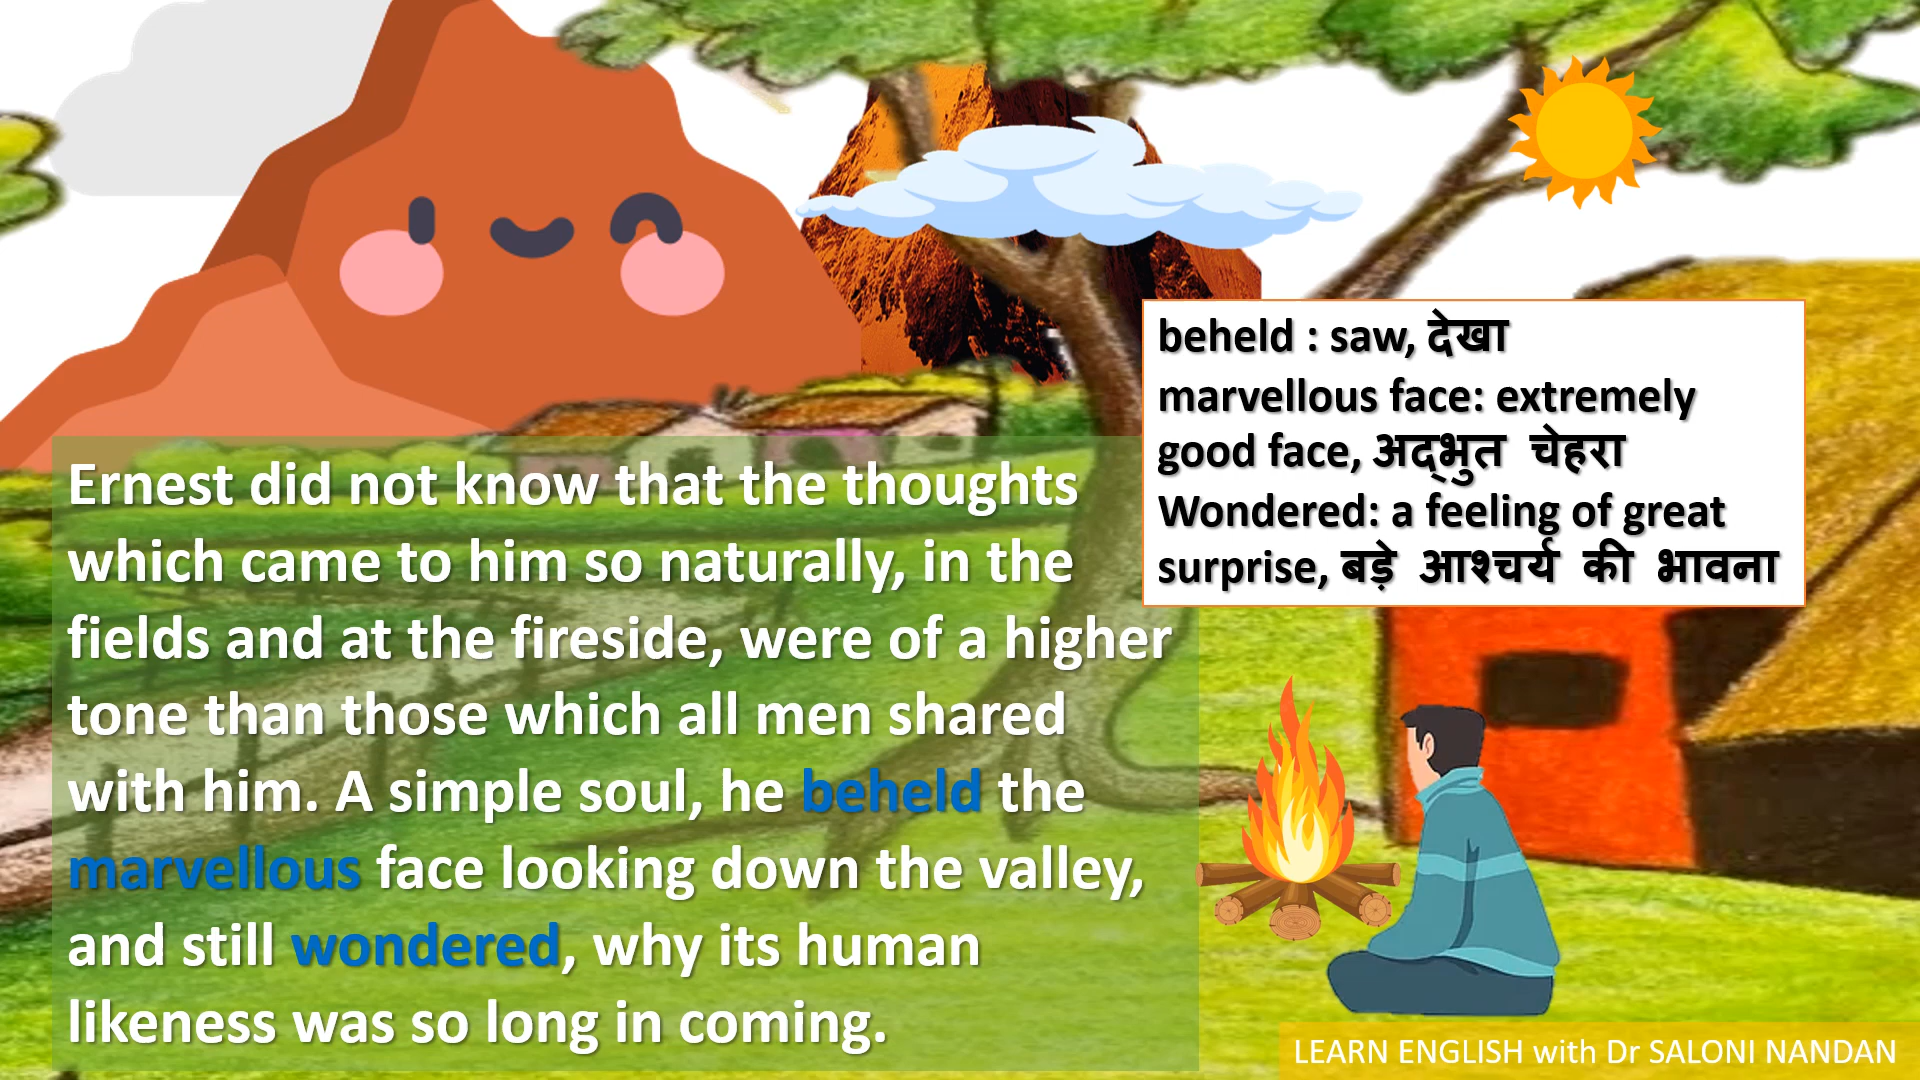 Ernest did not know that the thoughts
which came to him so naturally, in the
fields and at the fireside, were of a higher
tone than those which all men shared
with him. A simple soul, he beheld the
marvellous face looking down the valley,
and still wondered, why its human
likeness was so long in coming.
beheld : saw, देखा
marvellous face: extremely
good face, अद्भुत चेहरा
Wondered: a feeling of great
surprise, बड़े आश्चर्य की भावना
LEARN ENGLISH with Dr SALONI NANDAN